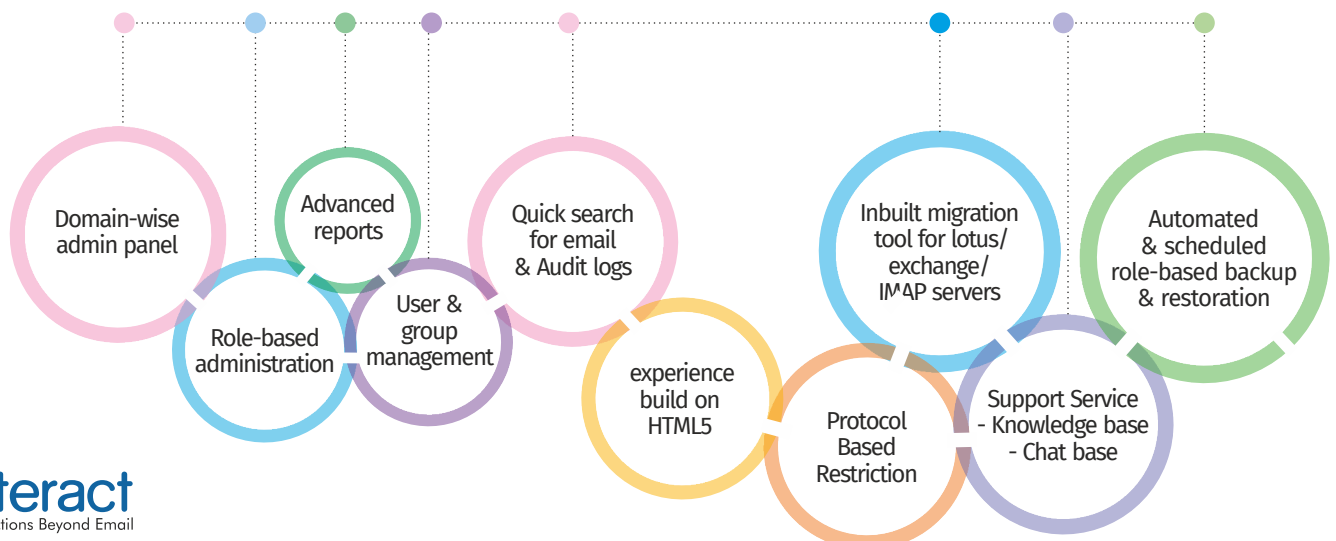 Domain-wise
admin panel
Role-based
administration
Advanced
reports
User &
group
management
Quick search
for email
& Audit logs
experience
build on
HTML5
Protocol
Based
Restriction
Inbuilt migration
tool for lotus/
exchange/
IMAP servers
Support Service
- Knowledge base
- Chat base
Automated
& scheduled
role-based backup
& restoration
teract
tions Beyond Email